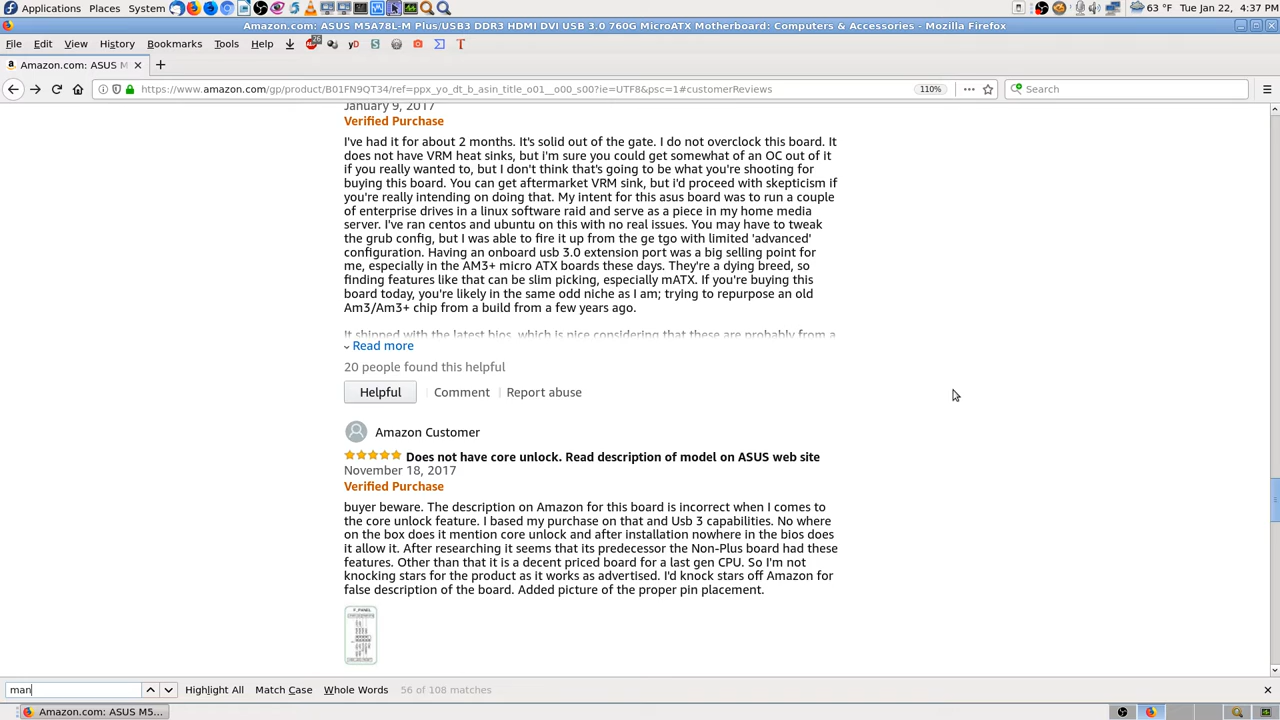 Applications Places System 63 °F Tue Jan 22, 4:37 PM
Amazon.com: ASUS M5A78L-M Plus/USB3 DDR3 HDMI DVI USB 3.0 760G MicroATX Motherboard: Computers & Accessories - Mozilla Firefox
File Edit View History Bookmarks Tools Help
Amazon.com: ASUS M
https://www.amazon.com/gp/product/B01FN9QT34/ref=ppx_yo_dt_b_asin_title_o01__o00_s00?ie=UTF8&psc=1#customerReviews 110% Search
January 9, 2017
Verified Purchase
I've had it for about 2 months. It's solid out of the gate. I do not overclock this board. It
does not have VRM heat sinks, but i'm sure you could get somewhat of an OC out of it
if you really wanted to, but I don't think that's going to be what you're shooting for
buying this board. You can get aftermarket VRM sink, but i'd proceed with skepticism if
you're really intending on doing that. My intent for this asus board was to run a couple
of enterprise drives in a linux software raid and serve as a piece in my home media
server. I've ran centos and ubuntu on this with no real issues. You may have to tweak
the grub config, but I was able to fire it up from the ge tgo with limited 'advanced'
configuration. Having an onboard usb 3.0 extension port was a big selling point for
me, especially in the AM3+ micro ATX boards these days. They're a dying breed, so
finding features like that can be slim picking, especially mATX. If you're buying this
board today, you're likely in the same odd niche as I am; trying to repurpose an old
Am3/Am3+ chip from a build from a few years ago.
It shipped with the latest bios, which is nice considering that these are probably from a
Read more
20 people found this helpful
Helpful Comment Report abuse
Amazon Customer
Does not have core unlock. Read description of model on ASUS web site
November 18, 2017
Verified Purchase
buyer beware. The description on Amazon for this board is incorrect when I comes to
the core unlock feature. I based my purchase on that and Usb 3 capabilities. No where
on the box does it mention core unlock and after installation nowhere in the bios does
it allow it. After researching it seems that its predecessor the Non-Plus board had these
features. Other than that it is a decent priced board for a last gen CPU. So I'm not
knocking stars for the product as it works as advertised. I'd knock stars off Amazon for
false description of the board. Added picture of the proper pin placement.
man Highlight All Match Case Whole Words 56 of 108 matches
Amazon.com: ASUS M5...